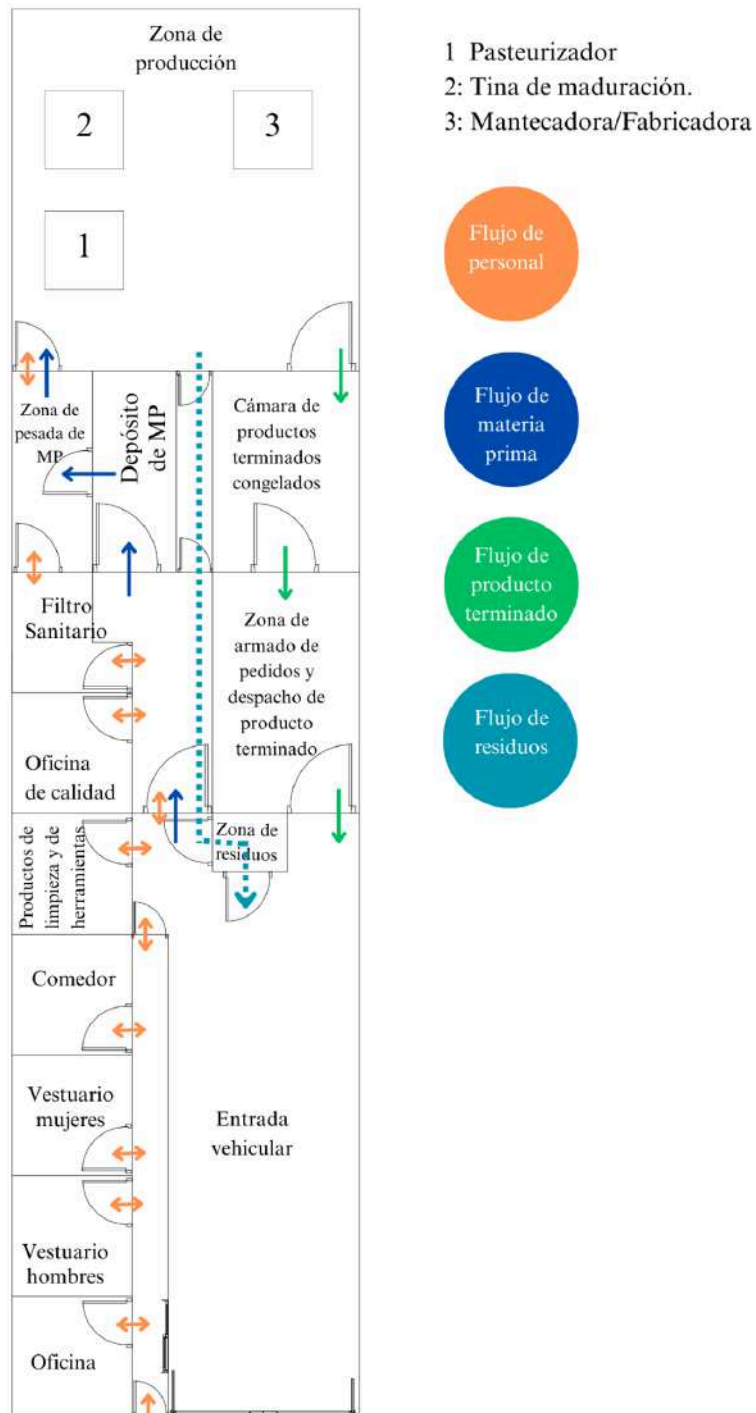 Zona de
producción
2
3
1
1 Pasteurizador
2: Tina de maduración.
3: Mantecadora/Fabricadora
Flujo de
personal
Flujo de
materia
prima
Flujo de
producto
terminado
Flujo de
residuos
Zona de
pesada de
MP
Depósito
de MP
Cámara de
productos
terminados
congelados
Filtro
Sanitario
Zona de
armado de
pedidos y
despacho de
producto
terminado
Oficina
de calidad
Productos de
limpieza y de
herramientas
Zona de
residuos
Comedor
Vestuario
mujeres
Entrada
vehicular
Vestuario
hombres
Oficina